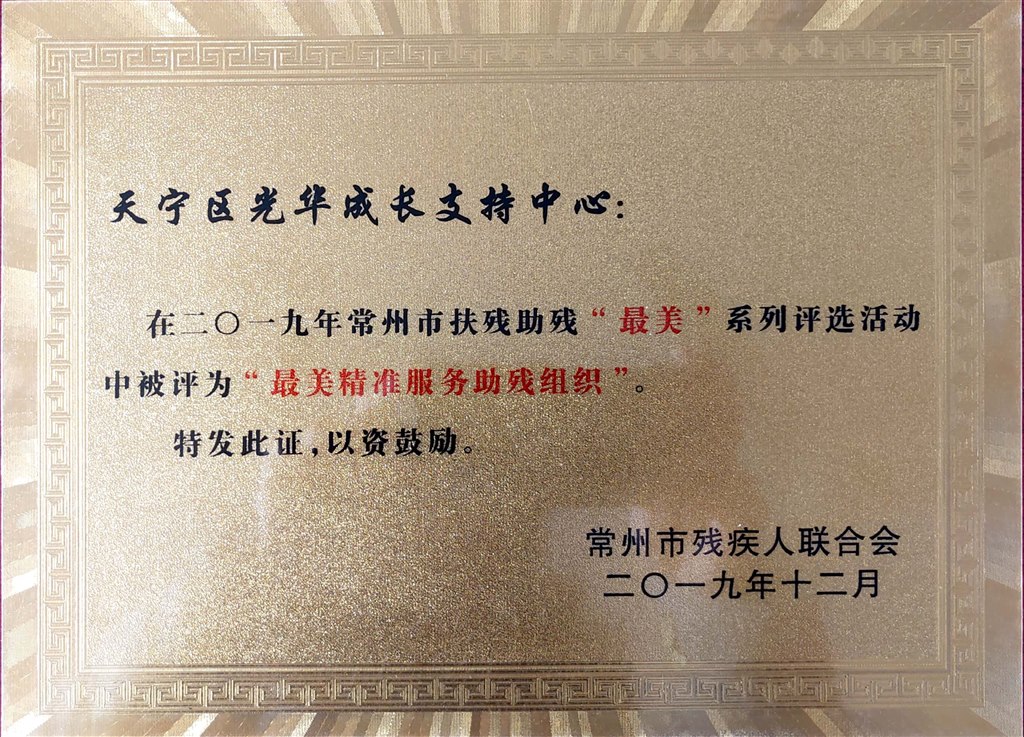 天宁区光华成长支持中心：
在二〇一九年常州市扶残助残“最美”系列评选活动
中被评为“最美精准服务助残组织”。
特发此证，以资鼓励。
常州市残疾人联合会
二〇一九年十二月